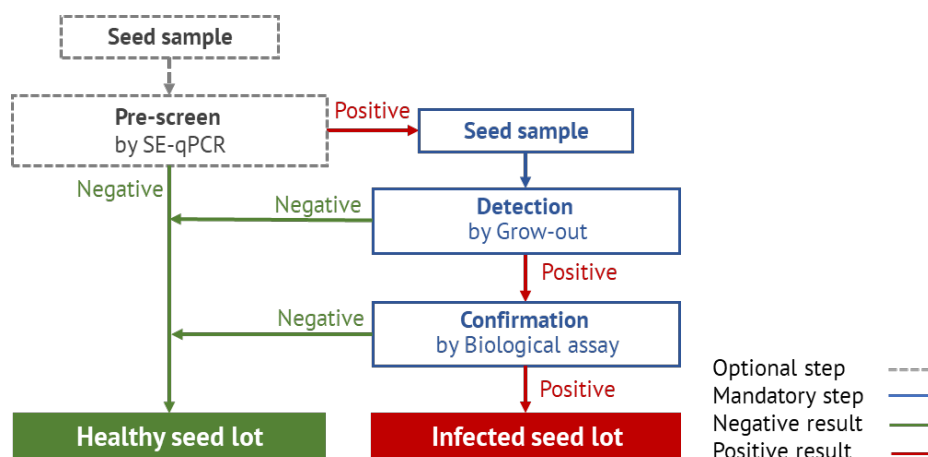 Seed sample
Pre-screen
by SE-qPCR
Positive
Seed sample
Negative
Negative
Detection
by Grow-out
Positive
Negative
Confirmation
by Biological assay
Positive
Healthy seed lot
Infected seed lot
Optional step
Mandatory step
Negative result
Positive result